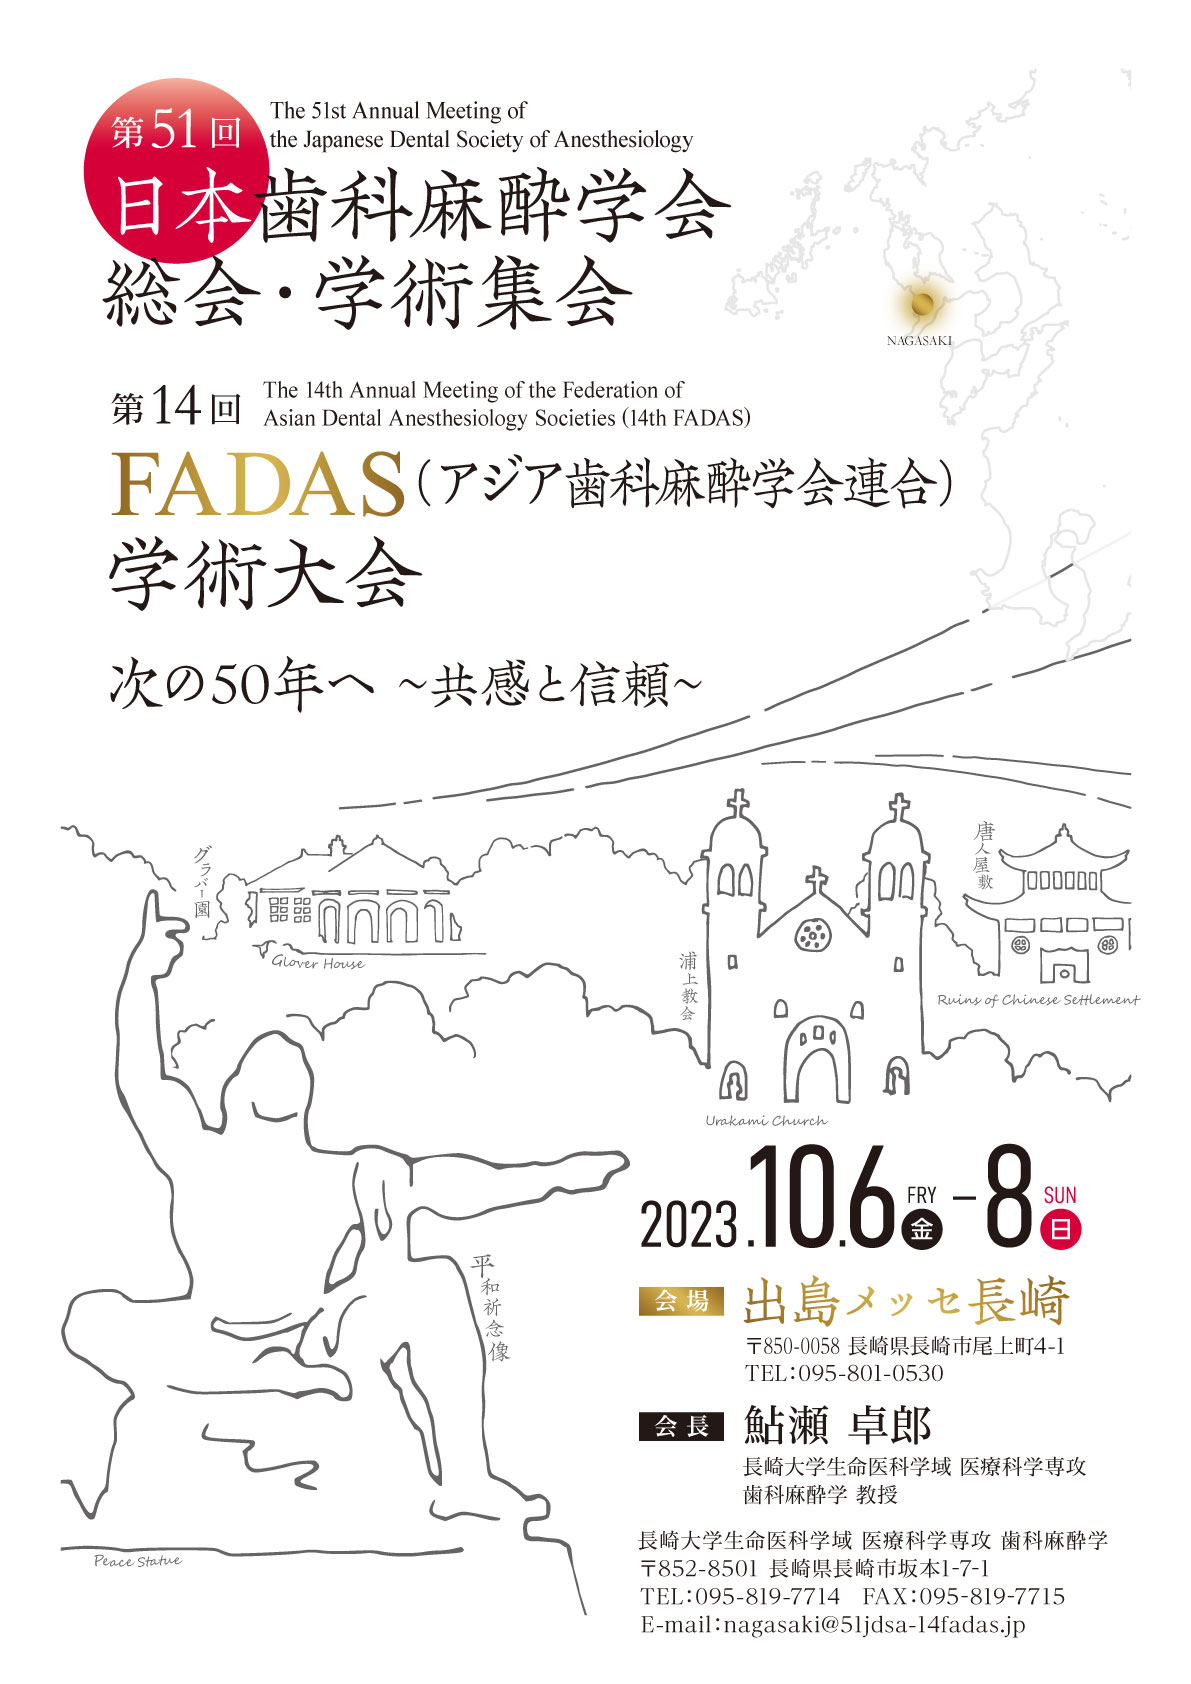 第51回
The 51st Annual Meeting of
the Japanese Dental Society of Anesthesiology
日本歯科麻酔学会
総会・学術集会
NAGASAKI
第14回
The 14th Annual Meeting of the Federation of
Asian Dental Anesthesiology Societies (14th FADAS)
FADAS(アジア歯科麻酔学会連合)
学術大会
次の50年へ ～共感と信頼～
グラバー園
Glover House
唐人屋敷
Ruins of Chinese Settlement
浦上教会
Urakami Church
平和祈念像
Peace Statue
2023.10.6 FRY 金 – 8 SUN 日
会場 出島メッセ長崎
〒850-0058 長崎県長崎市尾上町4-1
TEL:095-801-0530
会長 鮎瀬 卓郎
長崎大学生命医科学域 医療科学専攻
歯科麻酔学 教授
長崎大学生命医科学域 医療科学専攻 歯科麻酔学
〒852-8501 長崎県長崎市坂本1-7-1
TEL:095-819-7714 FAX:095-819-7715
E-mail:nagasaki@51jdsa-14fadas.jp